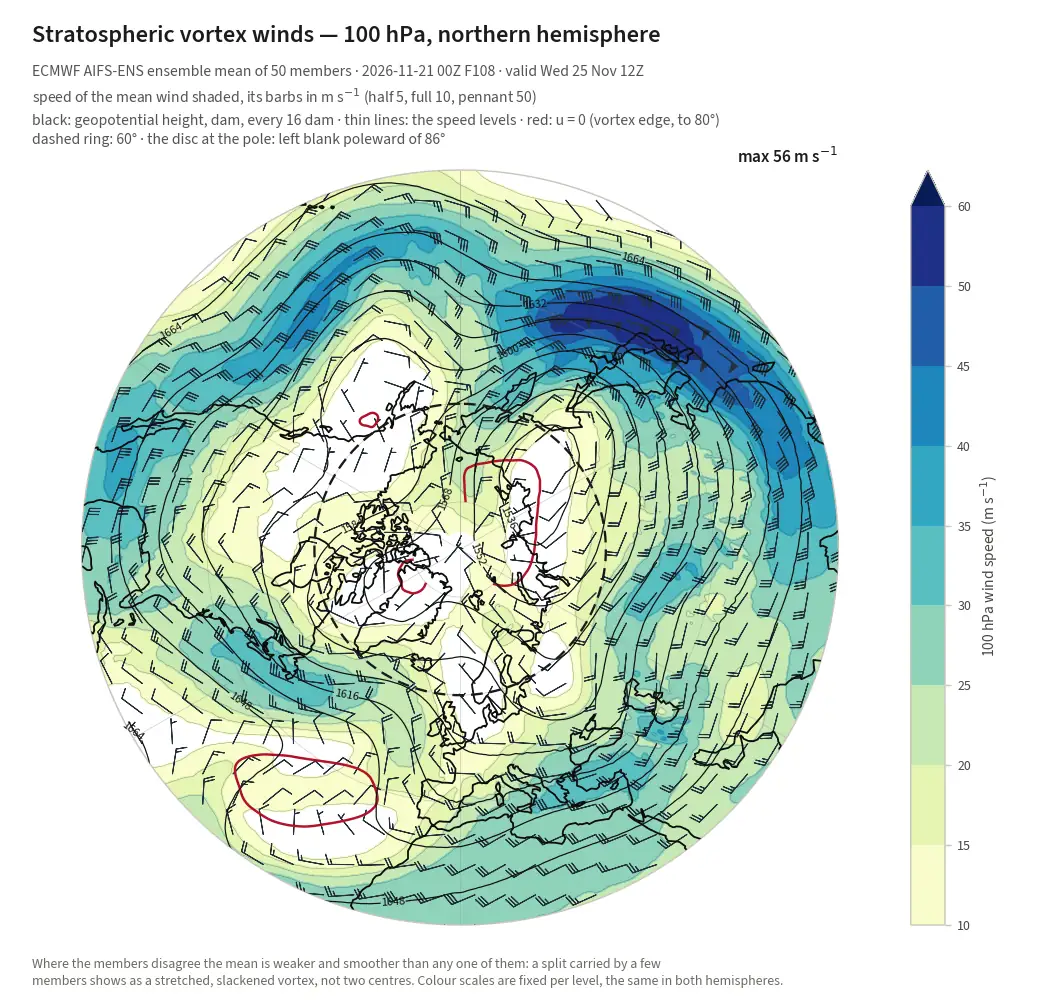 Stratospheric vortex winds — 100 hPa, northern hemisphere
ECMWF AIFS-ENS ensemble mean of 50 members · 2026-11-21 00Z F108 · valid Wed 25 Nov 12Z
speed of the mean wind shaded, its barbs in m s⁻¹ (half 5, full 10, pennant 50)
black: geopotential height, dam, every 16 dam · thin lines: the speed levels · red: u = 0 (vortex edge, to 80°)
dashed ring: 60° · the disc at the pole: left blank poleward of 86°
max 56 m s⁻¹
60
50
45
40
35
30
25
20
15
10
100 hPa wind speed (m s⁻¹)
1664
1664
1632
1600
1568
1536
1552
1616
1648
1664
1648
Where the members disagree the mean is weaker and smoother than any one of them: a split carried by a few
members shows as a stretched, slackened vortex, not two centres. Colour scales are fixed per level, the same in both hemispheres.